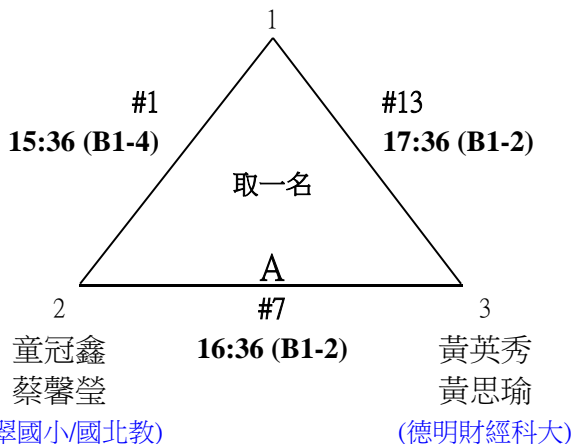 1
#1
#13
15:36 (B1-4)
17:36 (B1-2)
取一名
A
2
#7
3
童冠鑫
16:36 (B1-2)
黃英秀
蔡馨瑩
黃思瑜
翠國小/國北教)
(德明財經科大)